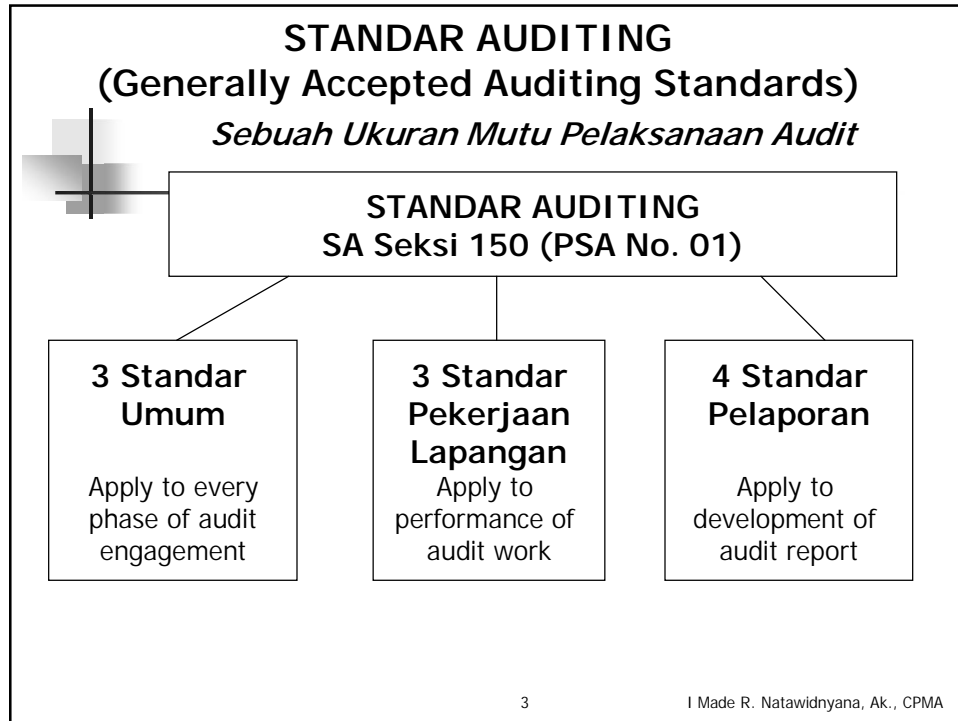 STANDAR AUDITING
(Generally Accepted Auditing Standards)
Sebuah Ukuran Mutu Pelaksanaan Audit
STANDAR AUDITING
SA Seksi 150 (PSA No. 01)
3 Standar
Umum
Apply to every
phase of audit
engagement
3 Standar
Pekerjaan
Lapangan
Apply to
performance of
audit work
4 Standar
Pelaporan
Apply to
development of
audit report
3
I Made R. Natawidnyana, Ak., CPMA